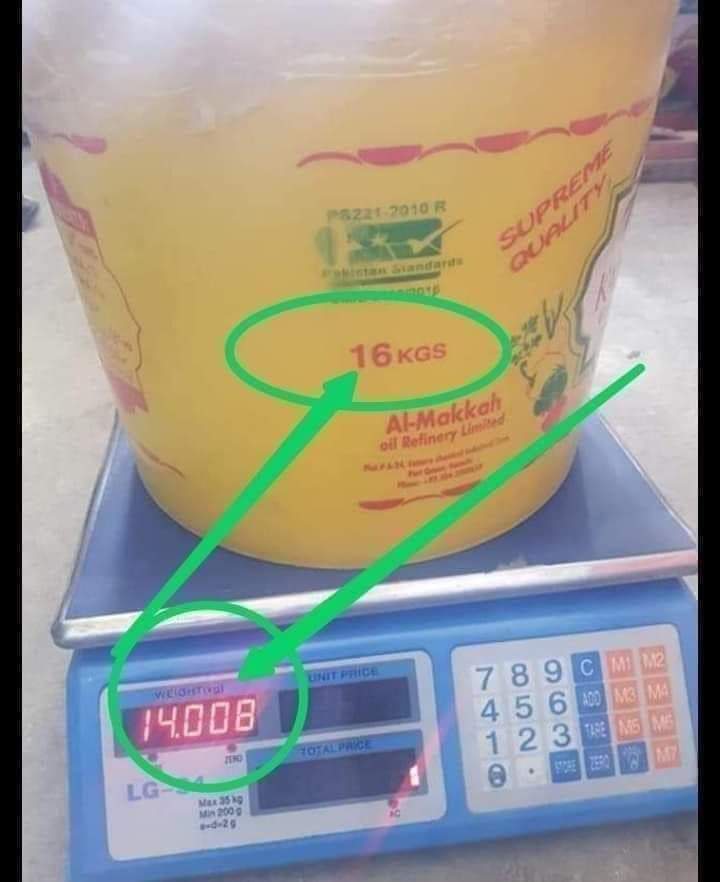 PS221-2010 R
Pakistan Standards
SUPREME
QUALITY
16 KGS
Al-Makkah
oil Refinery Limited
WEIGHT(kg)
14.008
UNIT PRICE
ZERO
TOTAL PRICE
LG-
Max 35 kg
Min 200 g
e=d=2 g
AC
7 8 9 C M1 M2
4 5 6 ADD M3 M4
1 2 3 TARE M5 M6
0 . STORE ZERO M7